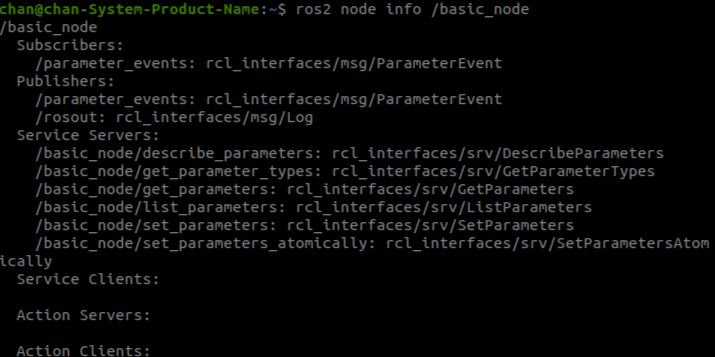 chan@chan-System-Product-Name:~$ ros2 node info /basic_node
/basic_node
  Subscribers:
    /parameter_events: rcl_interfaces/msg/ParameterEvent
  Publishers:
    /parameter_events: rcl_interfaces/msg/ParameterEvent
    /rosout: rcl_interfaces/msg/Log
  Service Servers:
    /basic_node/describe_parameters: rcl_interfaces/srv/DescribeParameters
    /basic_node/get_parameter_types: rcl_interfaces/srv/GetParameterTypes
    /basic_node/get_parameters: rcl_interfaces/srv/GetParameters
    /basic_node/list_parameters: rcl_interfaces/srv/ListParameters
    /basic_node/set_parameters: rcl_interfaces/srv/SetParameters
    /basic_node/set_parameters_atomically: rcl_interfaces/srv/SetParametersAtom
ically
  Service Clients:
  Action Servers:
  Action Clients: